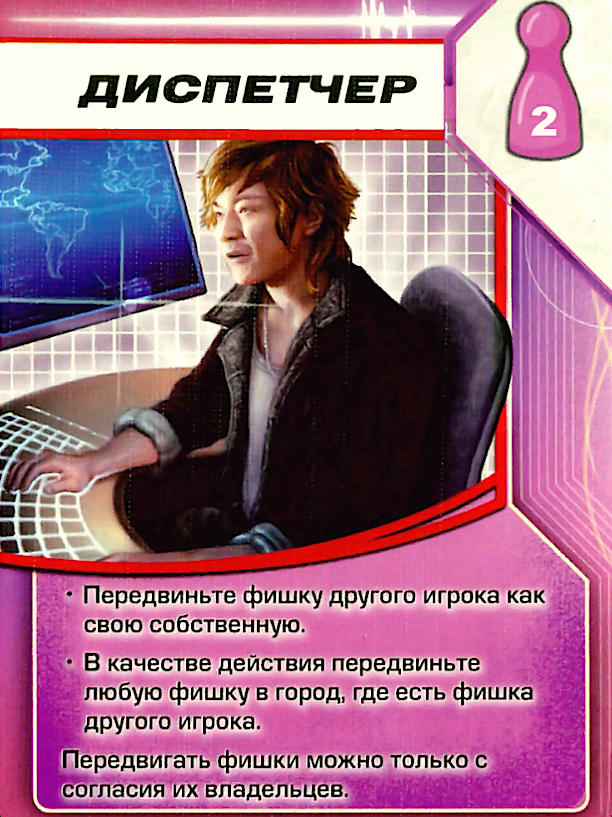 ДИСПЕТЧЕР
2
· Передвиньте фишку другого игрока как
свою собственную.
· В качестве действия передвиньте
любую фишку в город, где есть фишка
другого игрока.
Передвигать фишки можно только с
согласия их владельцев.